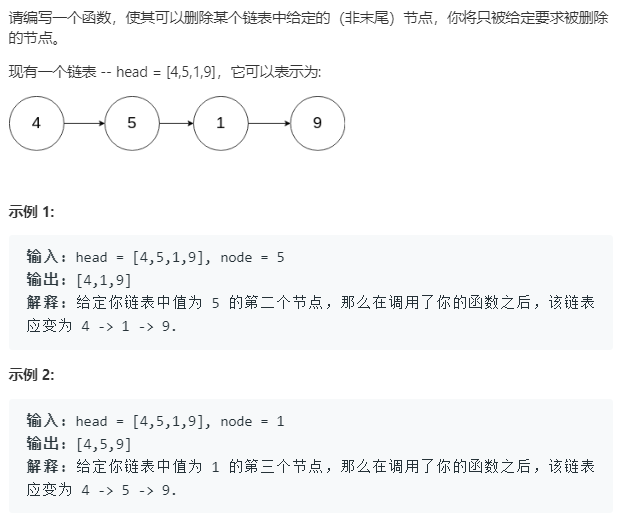 请编写一个函数，使其可以删除某个链表中给定的（非末尾）节点，你将只被给定要求被删除
的节点。
现有一个链表 -- head = [4,5,1,9]，它可以表示为:
4 5 1 9
示例 1:
输入: head = [4,5,1,9], node = 5
输出: [4,1,9]
解释: 给定你链表中值为 5 的第二个节点，那么在调用了你的函数之后，该链表
应变为 4 -> 1 -> 9.
示例 2:
输入: head = [4,5,1,9], node = 1
输出: [4,5,9]
解释: 给定你链表中值为 1 的第三个节点，那么在调用了你的函数之后，该链表
应变为 4 -> 5 -> 9.